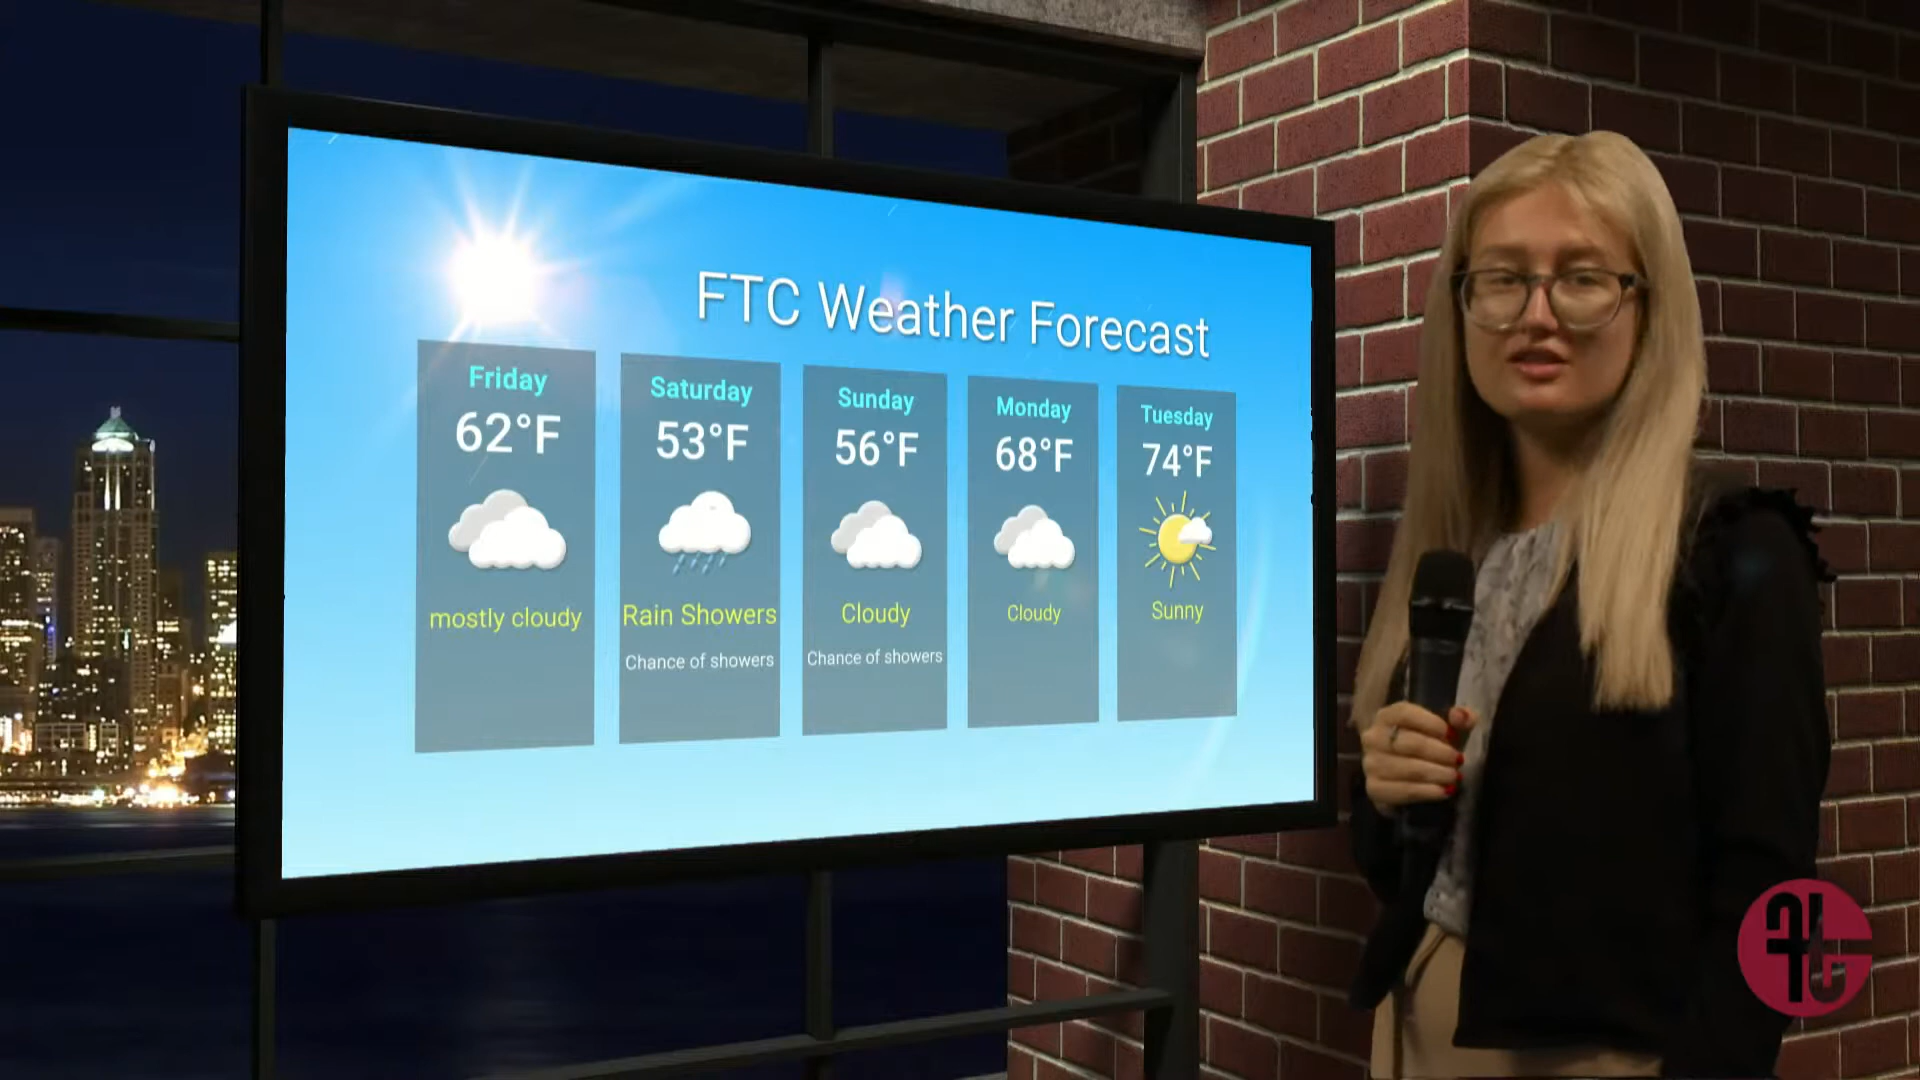 FTC Weather Forecast
Friday
62°F
mostly cloudy
Saturday
53°F
Rain Showers
Chance of showers
Sunday
56°F
Cloudy
Chance of showers
Monday
68°F
Cloudy
Tuesday
74°F
Sunny
ftc